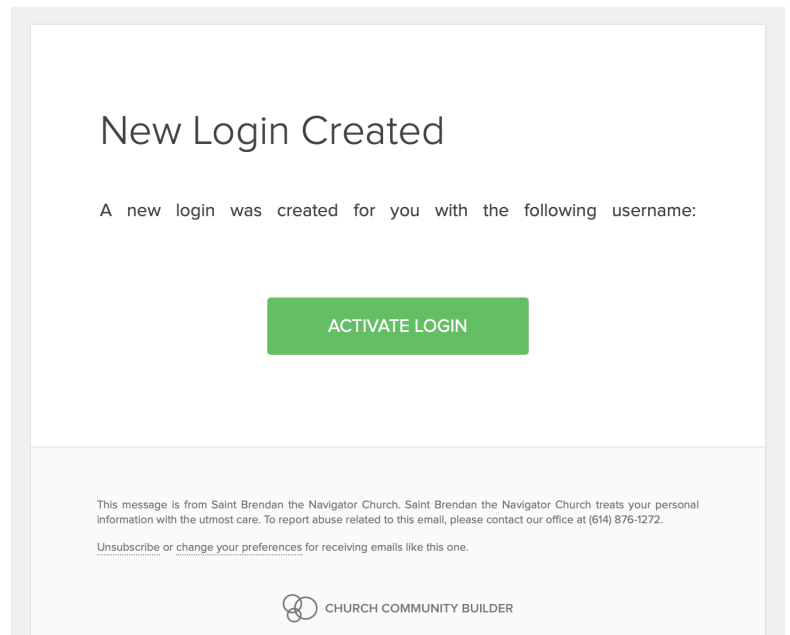 New Login Created
A new login was created for you with the following username:
ACTIVATE LOGIN
This message is from Saint Brendan the Navigator Church. Saint Brendan the Navigator Church treats your personal
information with the utmost care. To report abuse related to this email, please contact our office at (614) 876-1272.
Unsubscribe or change your preferences for receiving emails like this one.
CHURCH COMMUNITY BUILDER